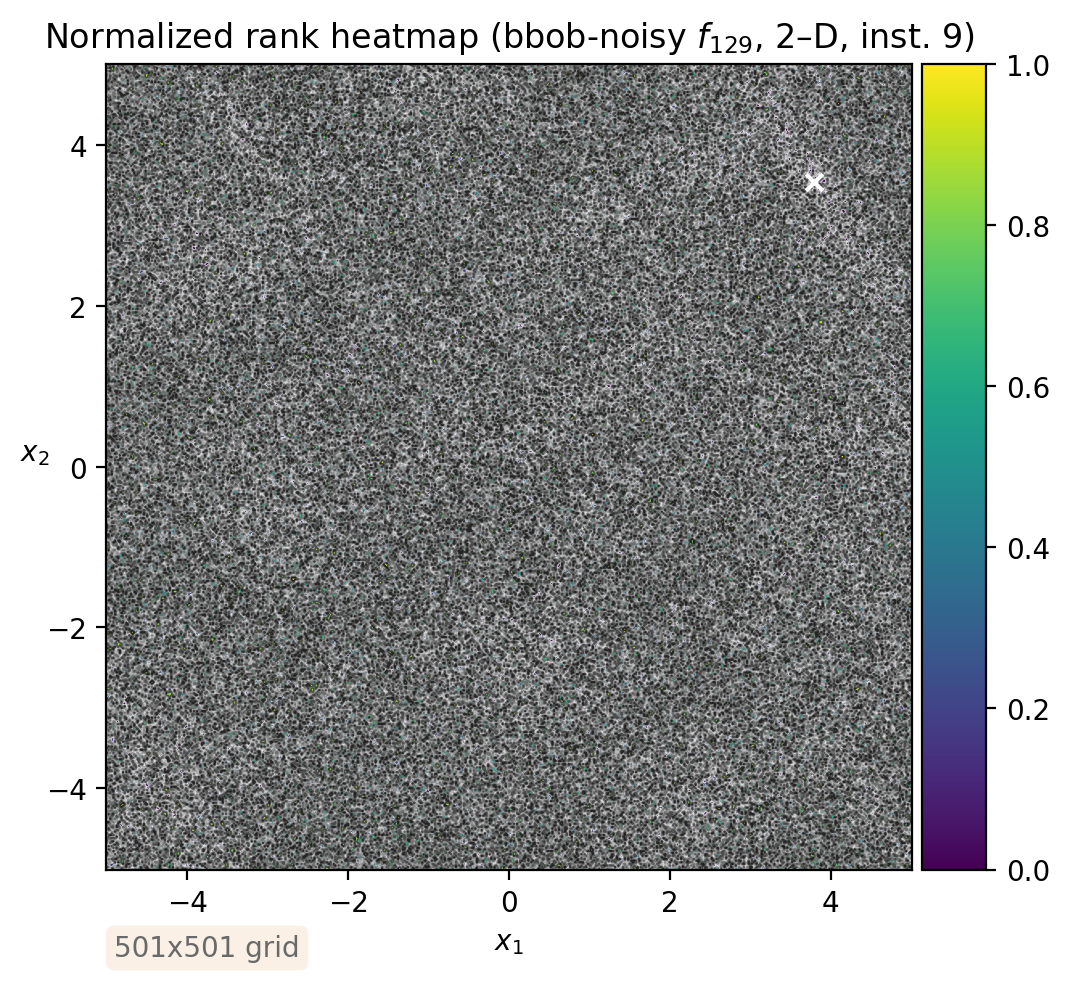 Normalized rank heatmap (bbob-noisy f₁₂₉, 2–D, inst. 9)
1.0
0.8
0.6
0.4
0.2
0.0
4
2
0
−2
−4
x₂
−4 −2 0 2 4
x₁
501x501 grid